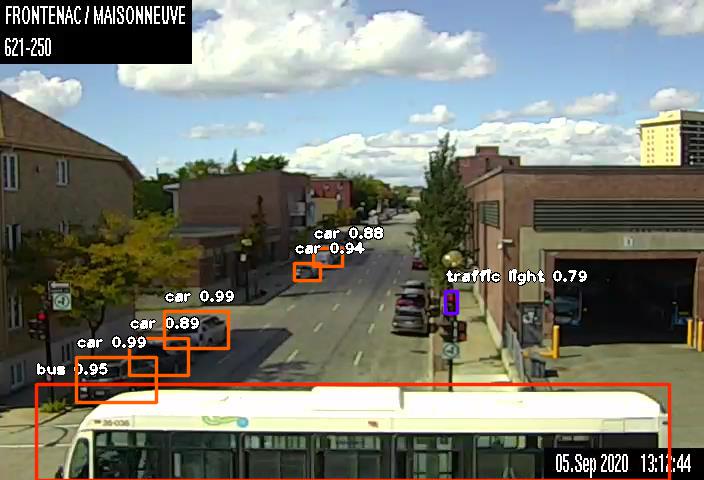 FRONTENAC / MAISONNEUVE
621-250
car 0.88
car 0.94
traffic light 0.79
car 0.99
car 0.89
car 0.99
bus 0.95
05.Sep 2020 13:12:44